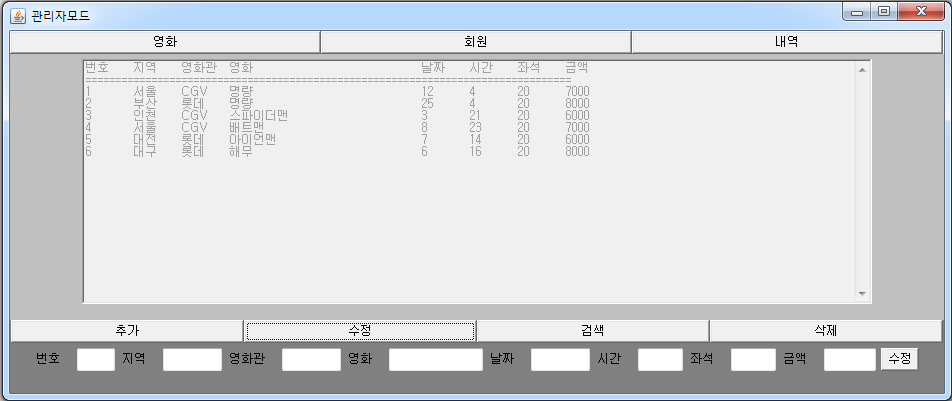 관리자모드
영화 회원 내역
번호 지역 영화관 영화 날짜 시간 좌석 금액
=================================================================================
1 서울 CGV 명량 12 4 20 7000
2 부산 롯데 명량 25 4 20 8000
3 인천 CGV 스파이더맨 3 21 20 6000
4 서울 CGV 배트맨 8 23 20 7000
5 대전 롯데 아이언맨 7 14 20 6000
6 대구 롯데 해무 6 16 20 8000
추가 수정 검색 삭제
번호 지역 영화관 영화 날짜 시간 좌석 금액 수정